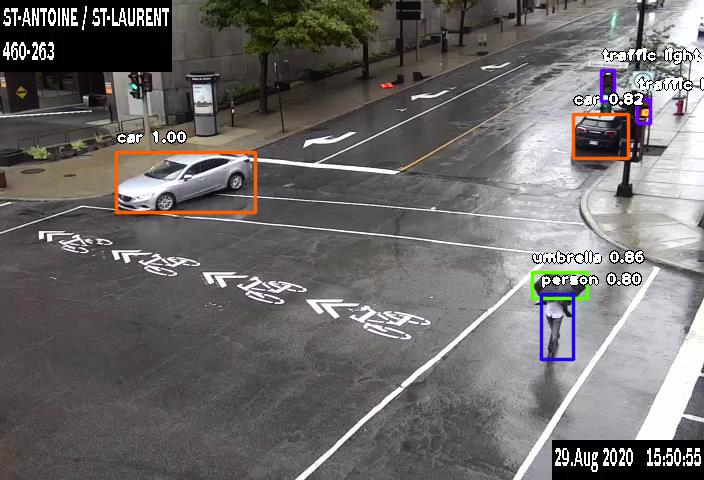 ST-ANTOINE / ST-LAURENT
460-263
traffic light
traffic l
car 0.82
car 1.00
umbrella 0.86
person 0.80
29.Aug 2020 15:50:55